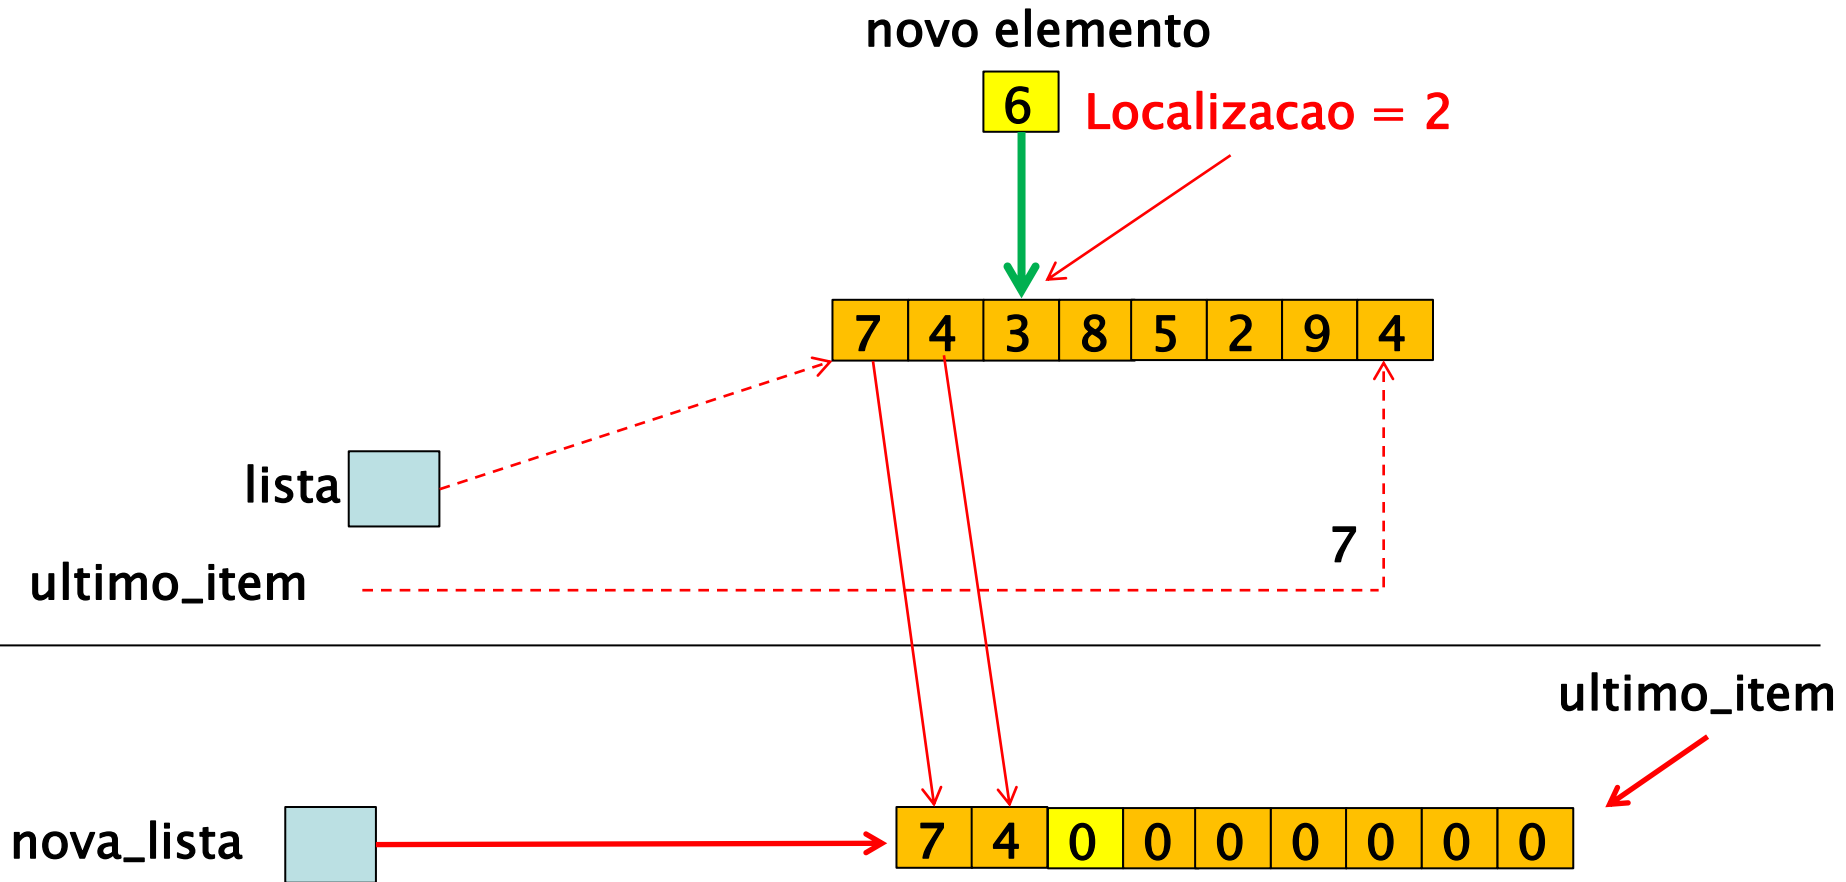 novo elemento
6 Localizacao = 2
7 4 3 8 5 2 9 4
lista
7
ultimo_item
ultimo_item
nova_lista 7 4 0 0 0 0 0 0 0